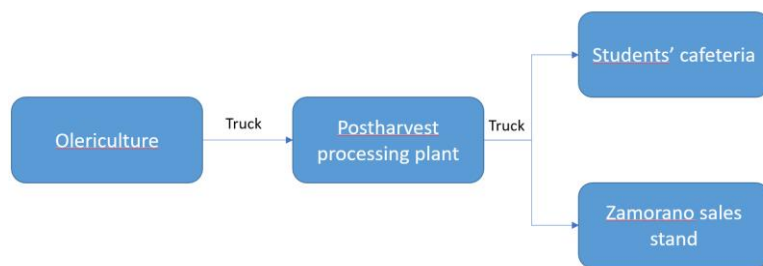 Olericulture
Truck
Postharvest
processing plant
Truck
Students' cafeteria
Zamorano sales
stand